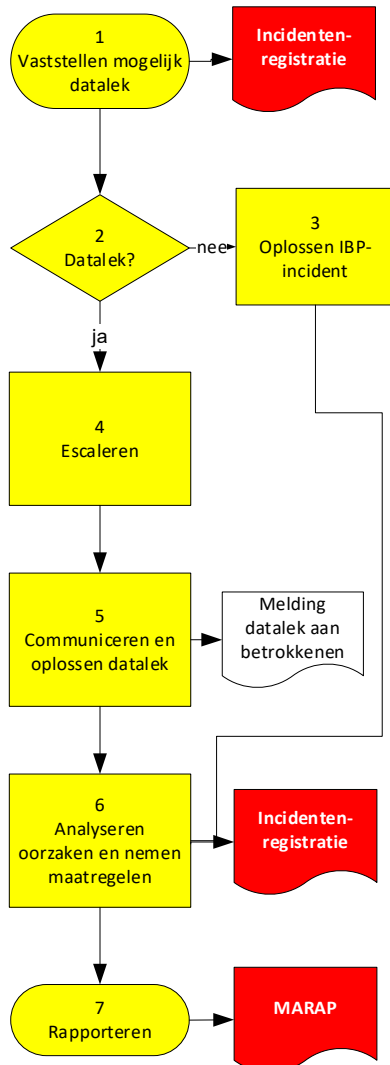 1
Vaststellen mogelijk
datalek
Incidenten-
registratie
2
Datalek?
nee
3
Oplossen IBP-
incident
ja
4
Escaleren
5
Communiceren en
oplossen datalek
Melding
datalek aan
betrokkenen
6
Analyseren
oorzaken en nemen
maatregelen
Incidenten-
registratie
7
Rapporteren
MARAP